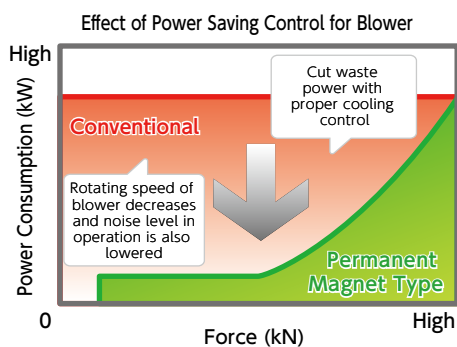 Effect of Power Saving Control for Blower
High
Power Consumption (kW)
Conventional
Cut waste
power with
proper cooling
control
Rotating speed of
blower decreases
and noise level in
operation is also
lowered
Permanent
Magnet Type
0
High
Force (kN)